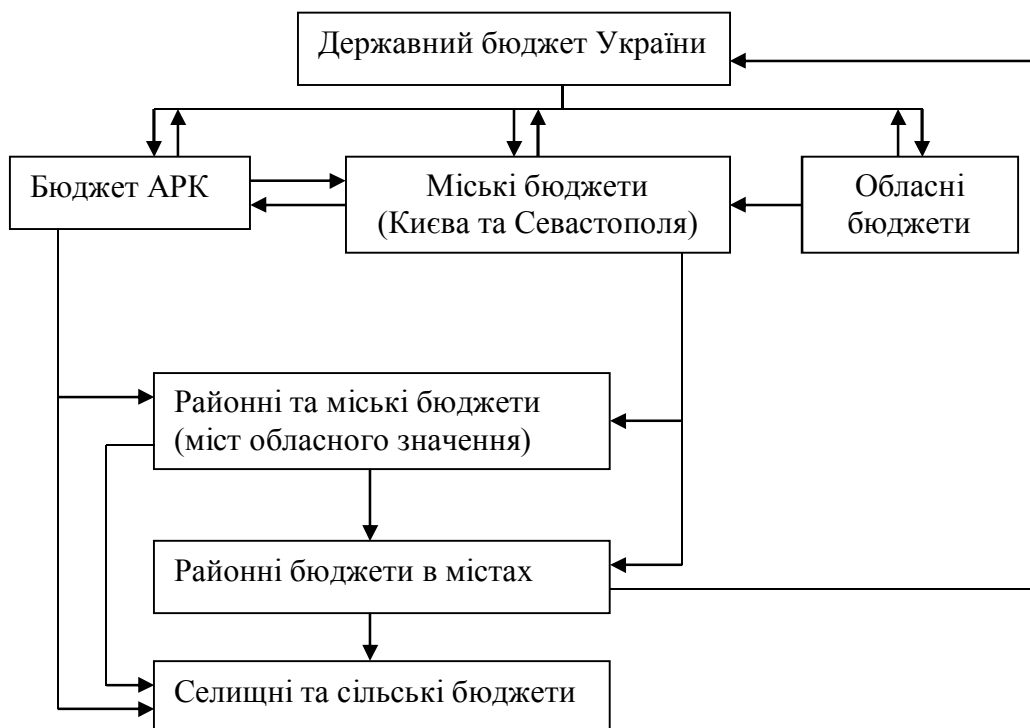 Державний бюджет України
Бюджет АРК
Міські бюджети
(Києва та Севастополя)
Обласні
бюджети
Районні та міські бюджети
(міст обласного значення)
Районні бюджети в містах
Селищні та сільські бюджети